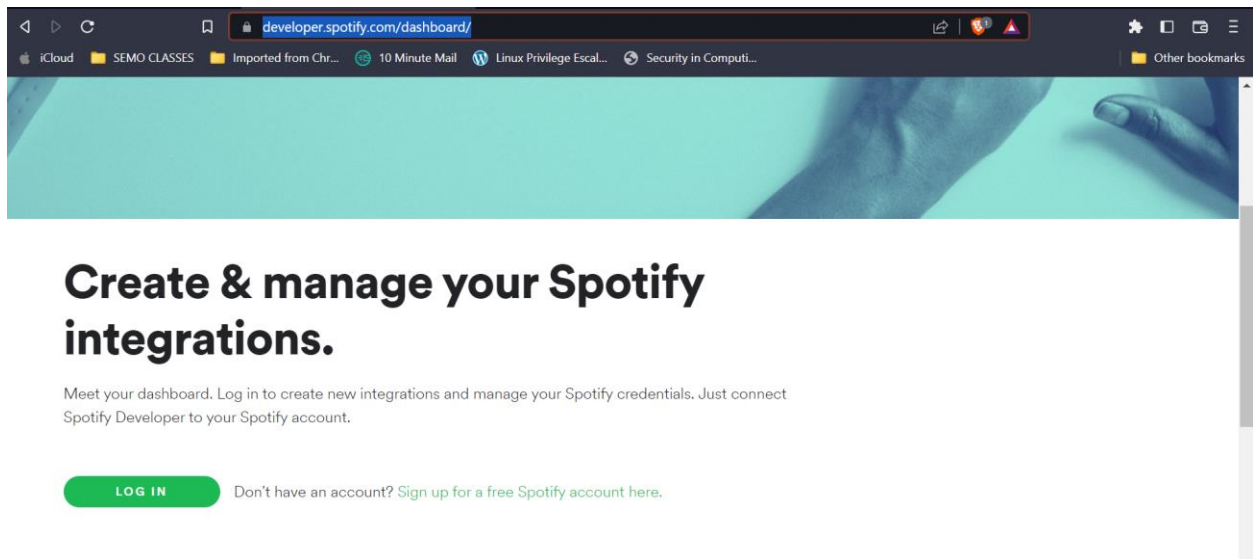 developer.spotify.com/dashboard/
1
iCloud SEMO CLASSES Imported from Chr... 10 Minute Mail Linux Privilege Escal... Security in Computi... Other bookmarks
Create & manage your Spotify
integrations.
Meet your dashboard. Log in to create new integrations and manage your Spotify credentials. Just connect
Spotify Developer to your Spotify account.
LOG IN Don't have an account? Sign up for a free Spotify account here.